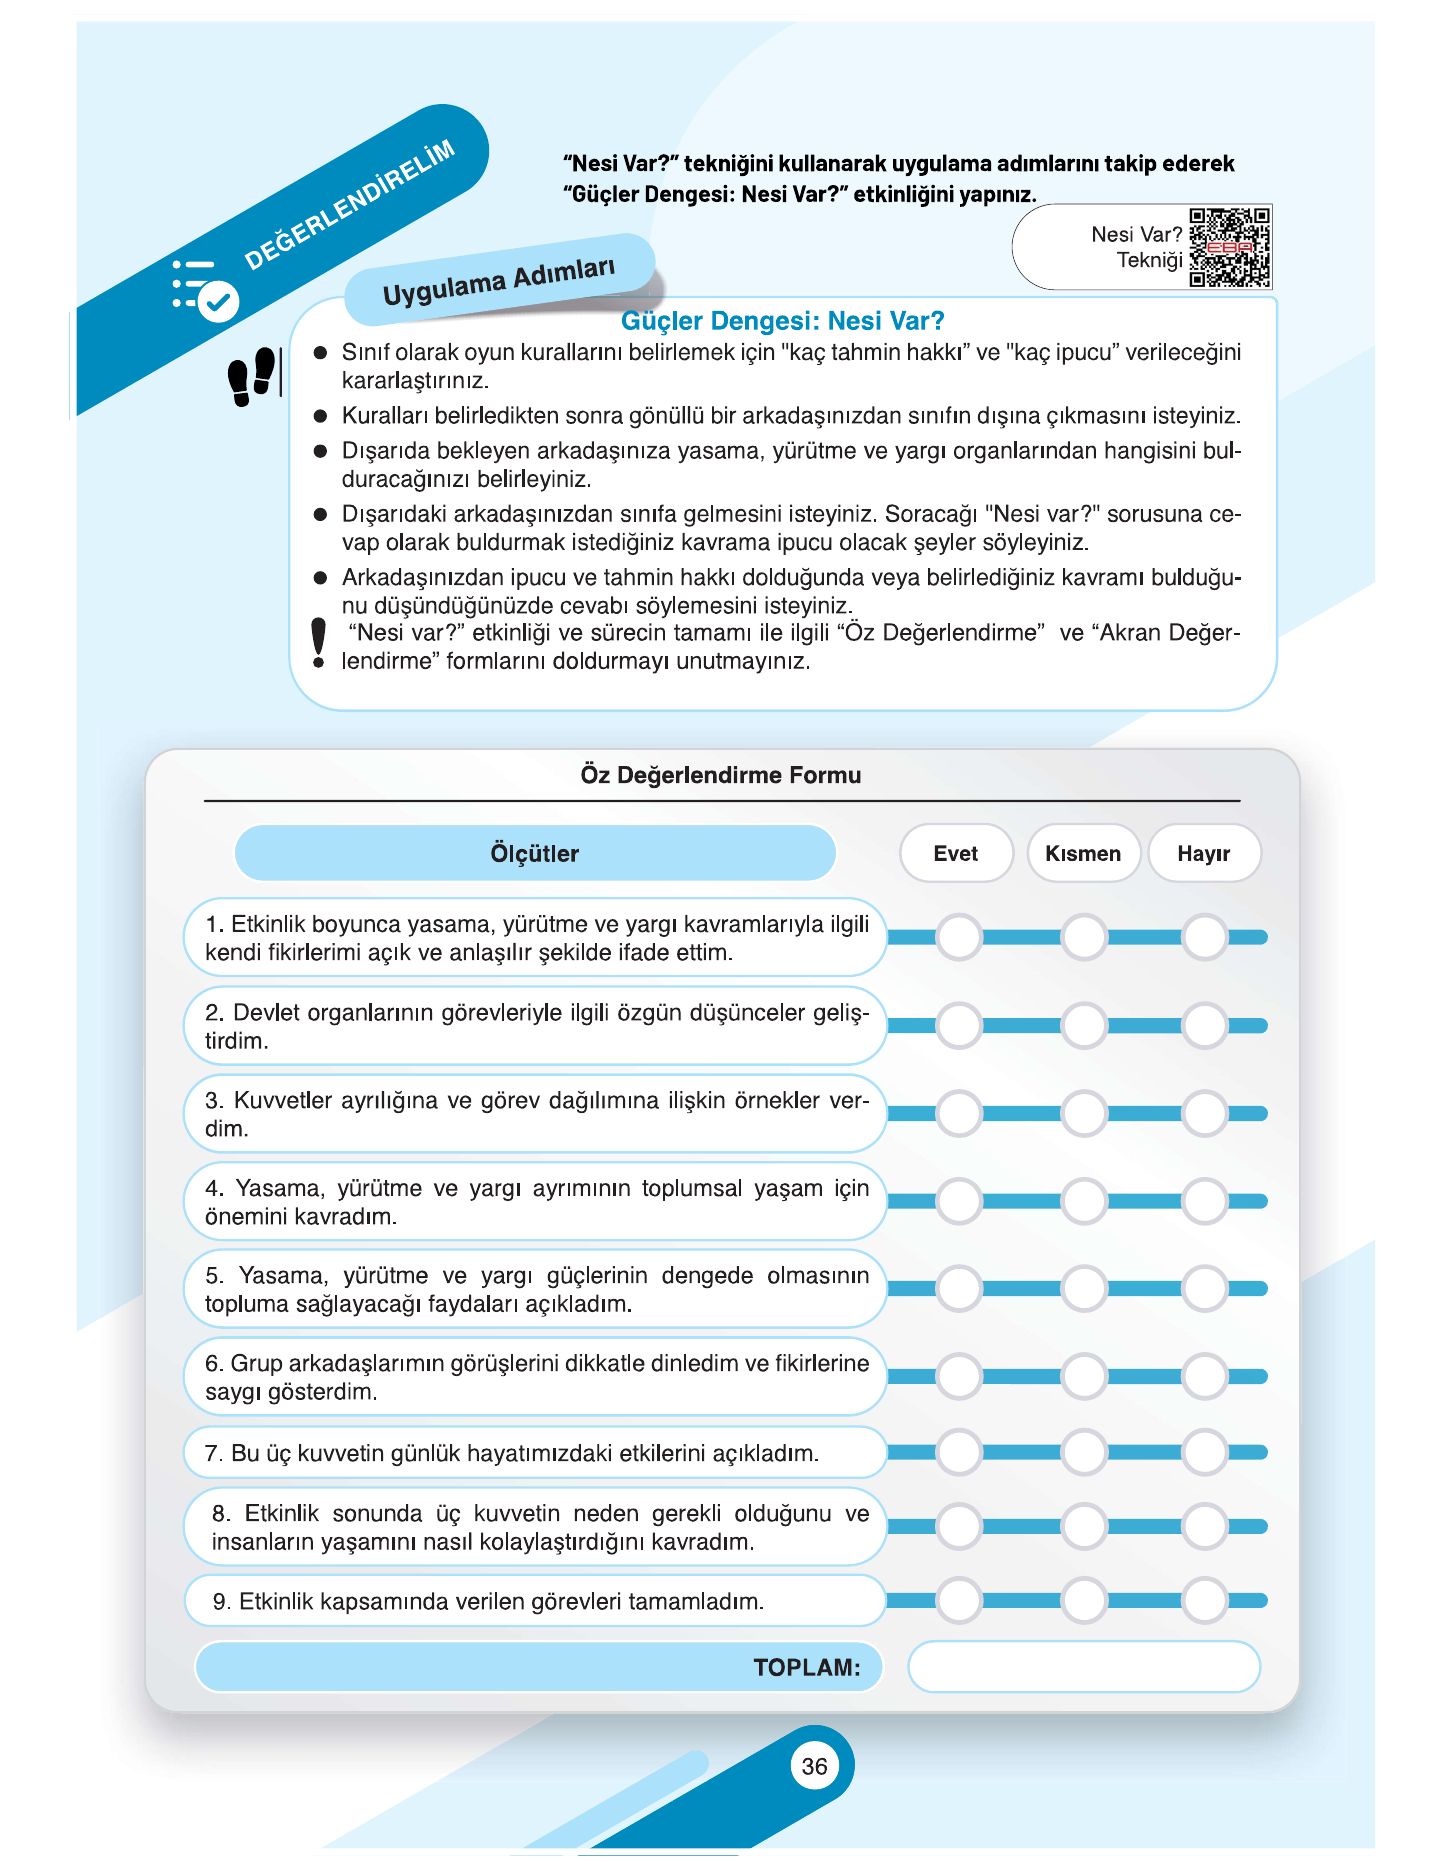 DEĞERLENDİRELİM
“Nesi Var?” tekniğini kullanarak uygulama adımlarını takip ederek
“Güçler Dengesi: Nesi Var?” etkinliğini yapınız.
Nesi Var?
Tekniği
EBA
Uygulama Adımları
Güçler Dengesi: Nesi Var?
● Sınıf olarak oyun kurallarını belirlemek için "kaç tahmin hakkı” ve "kaç ipucu” verileceğini
kararlaştırınız.
● Kuralları belirledikten sonra gönüllü bir arkadaşınızdan sınıfın dışına çıkmasını isteyiniz.
● Dışarıda bekleyen arkadaşınıza yasama, yürütme ve yargı organlarından hangisini bul-
duracağınızı belirleyiniz.
● Dışarıdaki arkadaşınızdan sınıfa gelmesini isteyiniz. Soracağı "Nesi var?" sorusuna ce-
vap olarak buldurmak istediğiniz kavrama ipucu olacak şeyler söyleyiniz.
● Arkadaşınızdan ipucu ve tahmin hakkı dolduğunda veya belirlediğiniz kavramı bulduğu-
nu düşündüğünüzde cevabı söylemesini isteyiniz.
“Nesi var?” etkinliği ve sürecin tamamı ile ilgili “Öz Değerlendirme” ve “Akran Değer-
lendirme” formlarını doldurmayı unutmayınız.
Öz Değerlendirme Formu
Ölçütler Evet Kısmen Hayır
1. Etkinlik boyunca yasama, yürütme ve yargı kavramlarıyla ilgili
kendi fikirlerimi açık ve anlaşılır şekilde ifade ettim.
2. Devlet organlarının görevleriyle ilgili özgün düşünceler geliş-
tirdim.
3. Kuvvetler ayrılığına ve görev dağılımına ilişkin örnekler ver-
dim.
4. Yasama, yürütme ve yargı ayrımının toplumsal yaşam için
önemini kavradım.
5. Yasama, yürütme ve yargı güçlerinin dengede olmasının
topluma sağlayacağı faydaları açıkladım.
6. Grup arkadaşlarımın görüşlerini dikkatle dinledim ve fikirlerine
saygı gösterdim.
7. Bu üç kuvvetin günlük hayatımızdaki etkilerini açıkladım.
8. Etkinlik sonunda üç kuvvetin neden gerekli olduğunu ve
insanların yaşamını nasıl kolaylaştırdığını kavradım.
9. Etkinlik kapsamında verilen görevleri tamamladım.
TOPLAM:
36